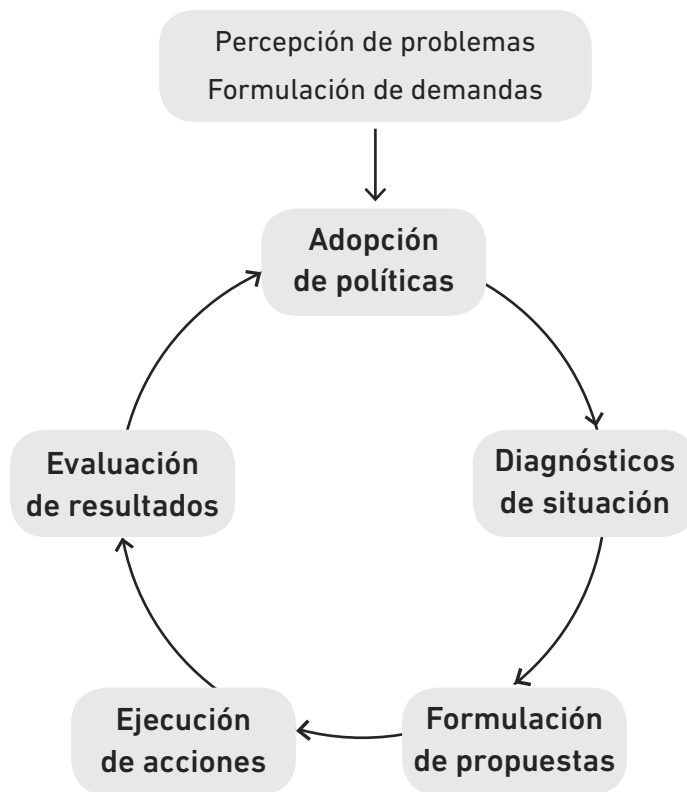 Percepción de problemas
Formulación de demandas
Adopción
de políticas
Diagnósticos
de situación
Formulación
de propuestas
Ejecución
de acciones
Evaluación
de resultados